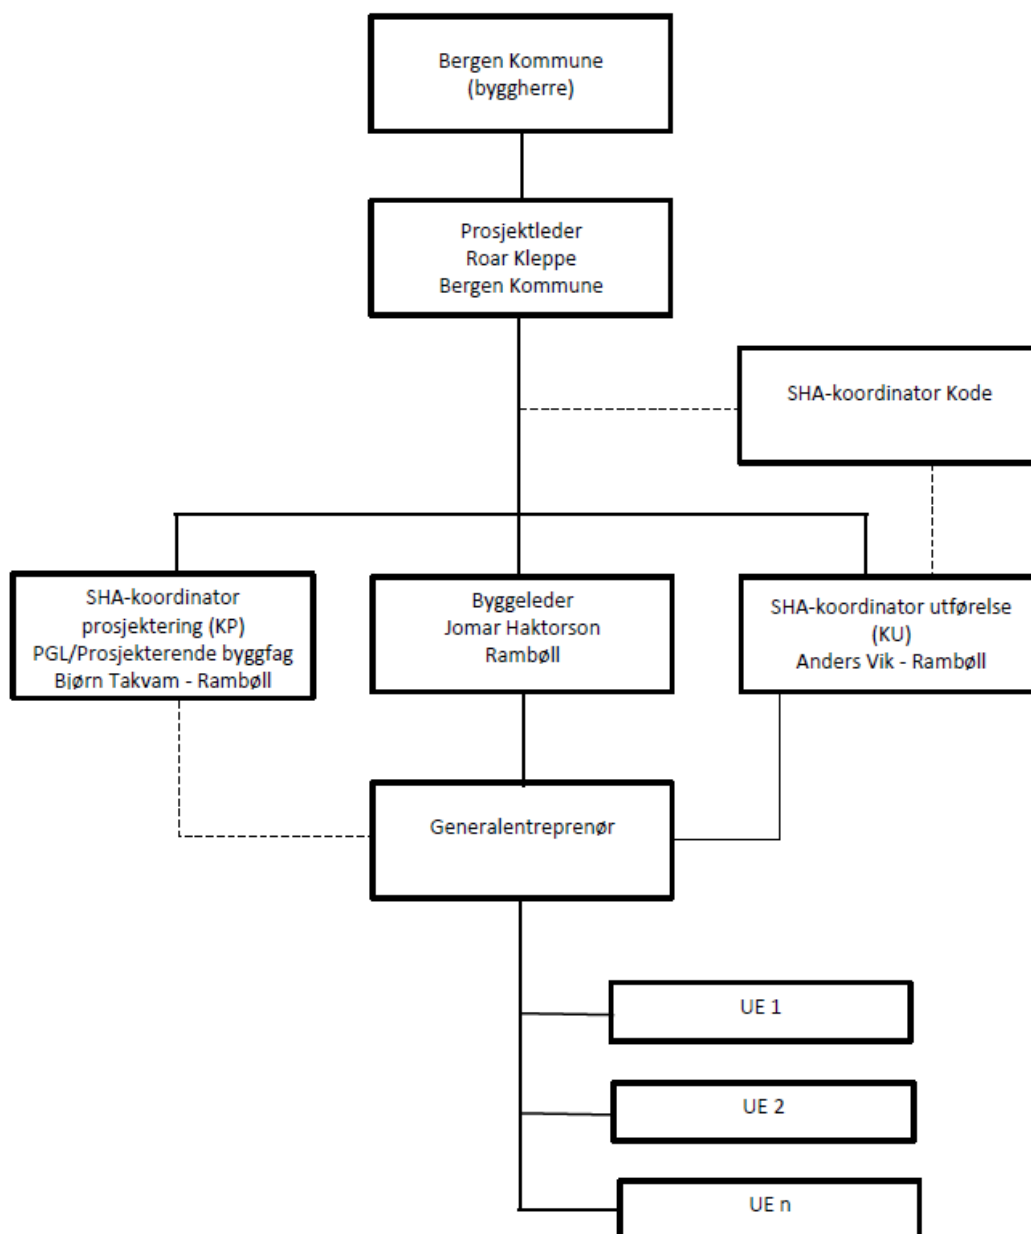 Bergen Kommune
(byggherre)
Prosjektleder
Roar Kleppe
Bergen Kommune
SHA-koordinator Kode
SHA-koordinator
prosjektering (KP)
PGL/Prosjekterende byggfag
Bjørn Takvam - Rambøll
Byggeleder
Jomar Haktorson
Rambøll
SHA-koordinator utførelse
(KU)
Anders Vik - Rambøll
Generalentreprenør
UE 1
UE 2
UE n